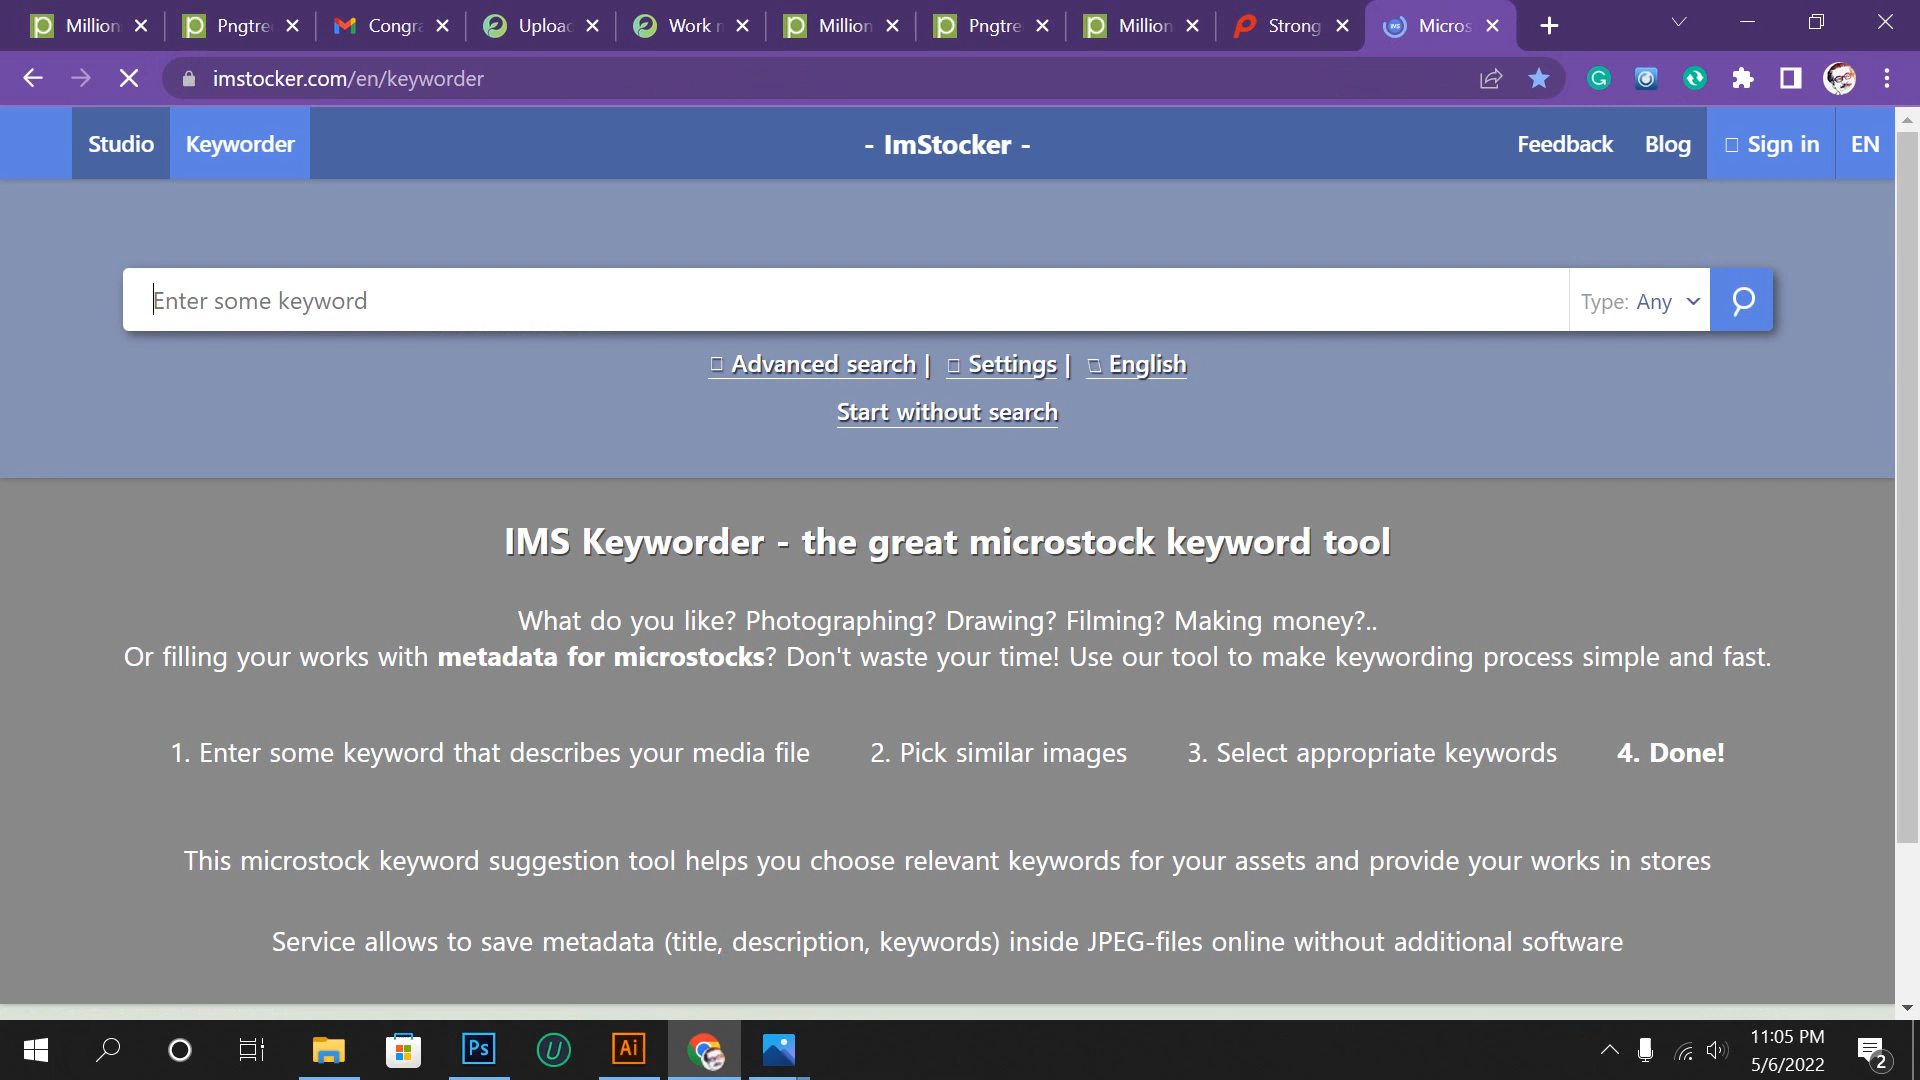 Million
Pngtre
Congra
Upload
Work n
Million
Pngtre
Million
Strong
Micros
imstocker.com/en/keyworder
Studio
Keyworder
- ImStocker -
Feedback
Blog
Sign in
EN
Enter some keyword
Type: Any
Advanced search | Settings | English
Start without search
IMS Keyworder - the great microstock keyword tool
What do you like? Photographing? Drawing? Filming? Making money?..
Or filling your works with metadata for microstocks? Don't waste your time! Use our tool to make keywording process simple and fast.
1. Enter some keyword that describes your media file
2. Pick similar images
3. Select appropriate keywords
4. Done!
This microstock keyword suggestion tool helps you choose relevant keywords for your assets and provide your works in stores
Service allows to save metadata (title, description, keywords) inside JPEG-files online without additional software
Ps
U
Ai
11:05 PM
5/6/2022
2